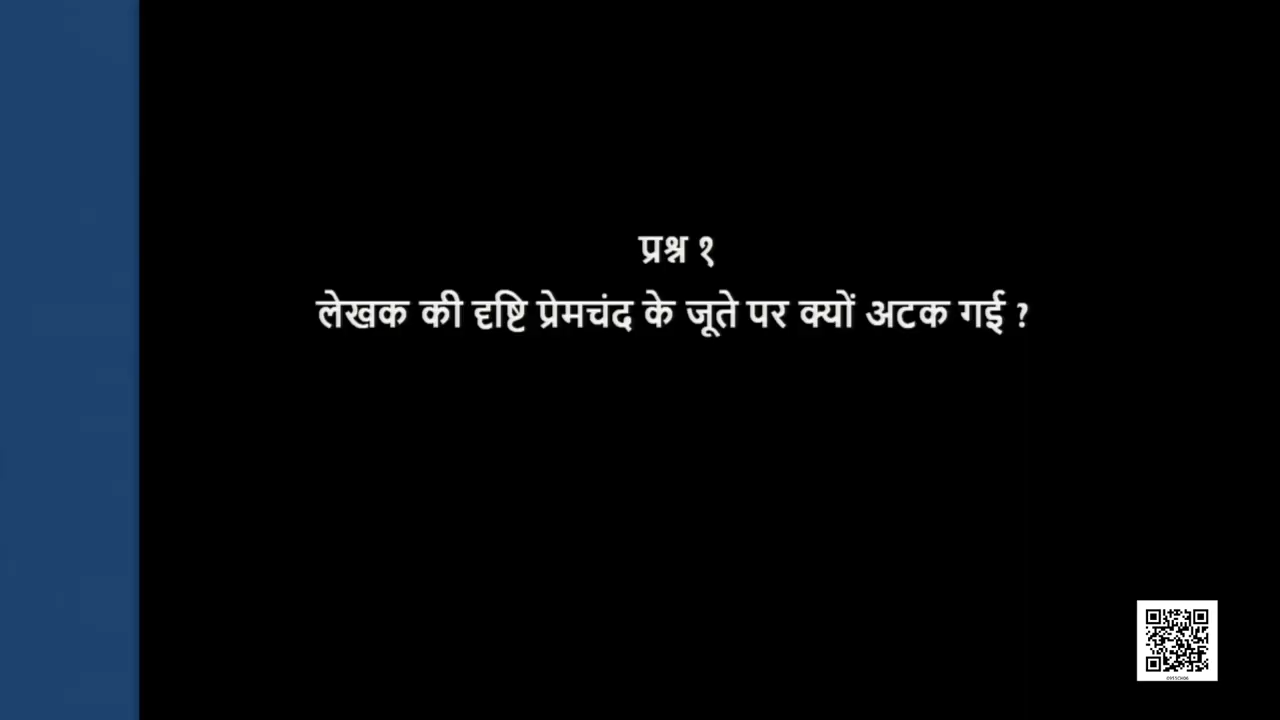 प्रश्न १
लेखक की दृष्टि प्रेमचंद के जूते पर क्यों अटक गई ?